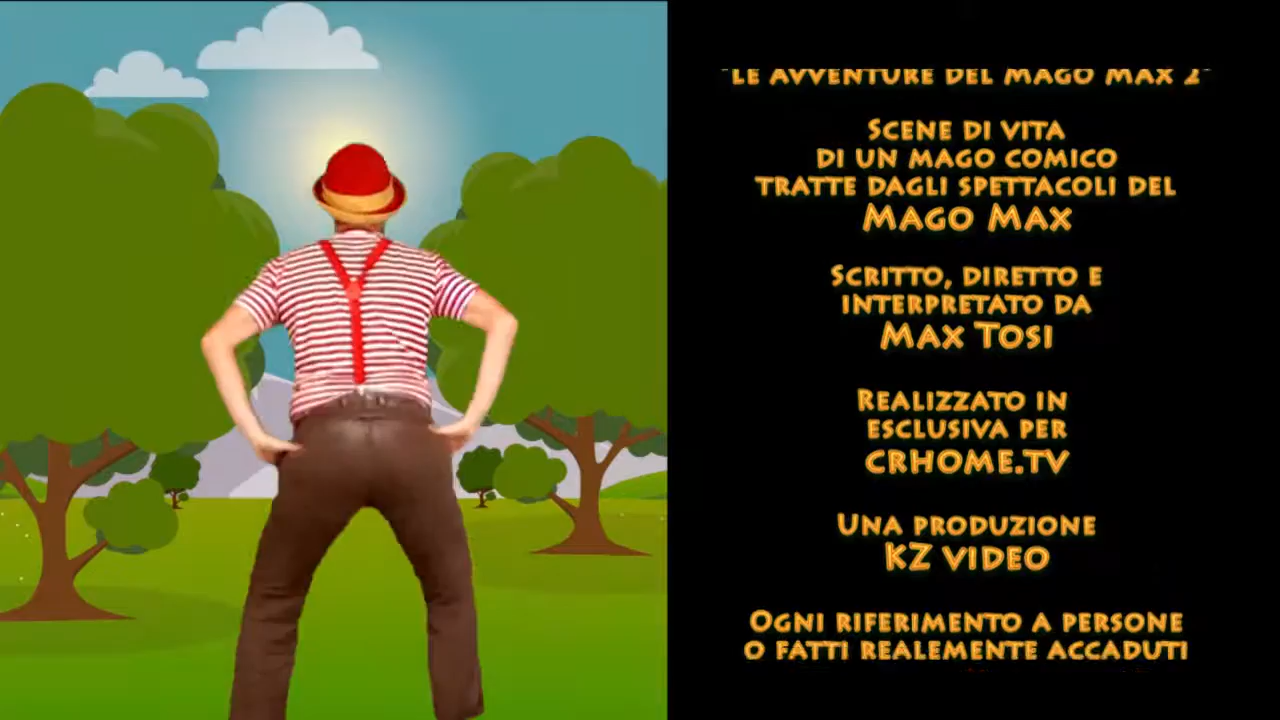 "LE AVVENTURE DEL MAGO MAX 2"
SCENE DI VITA
DI UN MAGO COMICO
TRATTE DAGLI SPETTACOLI DEL
MAGO MAX
SCRITTO, DIRETTO E
INTERPRETATO DA
MAX TOSI
REALIZZATO IN
ESCLUSIVA PER
CRHOME.TV
UNA PRODUZIONE
KZ VIDEO
OGNI RIFERIMENTO A PERSONE
O FATTI REALEMENTE ACCADUTI